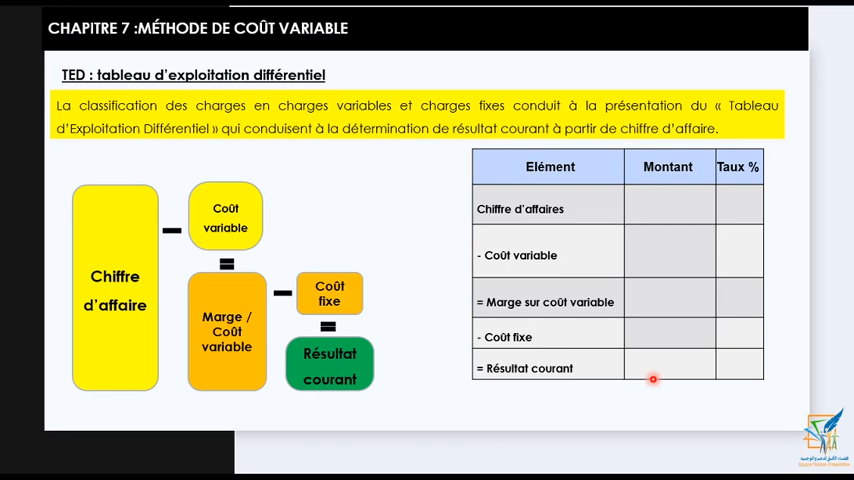 CHAPITRE 7 :MÉTHODE DE COÛT VARIABLE
TED : tableau d’exploitation différentiel
La classification des charges en charges variables et charges fixes conduit à la présentation du « Tableau
d’Exploitation Différentiel » qui conduisent à la détermination de résultat courant à partir de chiffre d’affaire.
Chiffre
d’affaire
Coût
variable
Marge /
Coût
variable
Coût
fixe
Résultat
courant
Elément Montant Taux %
Chiffre d’affaires
- Coût variable
= Marge sur coût variable
- Coût fixe
= Résultat courant